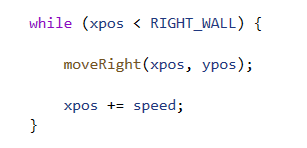 while (xpos < RIGHT_WALL) {
moveRight(xpos, ypos);
xpos += speed;
}